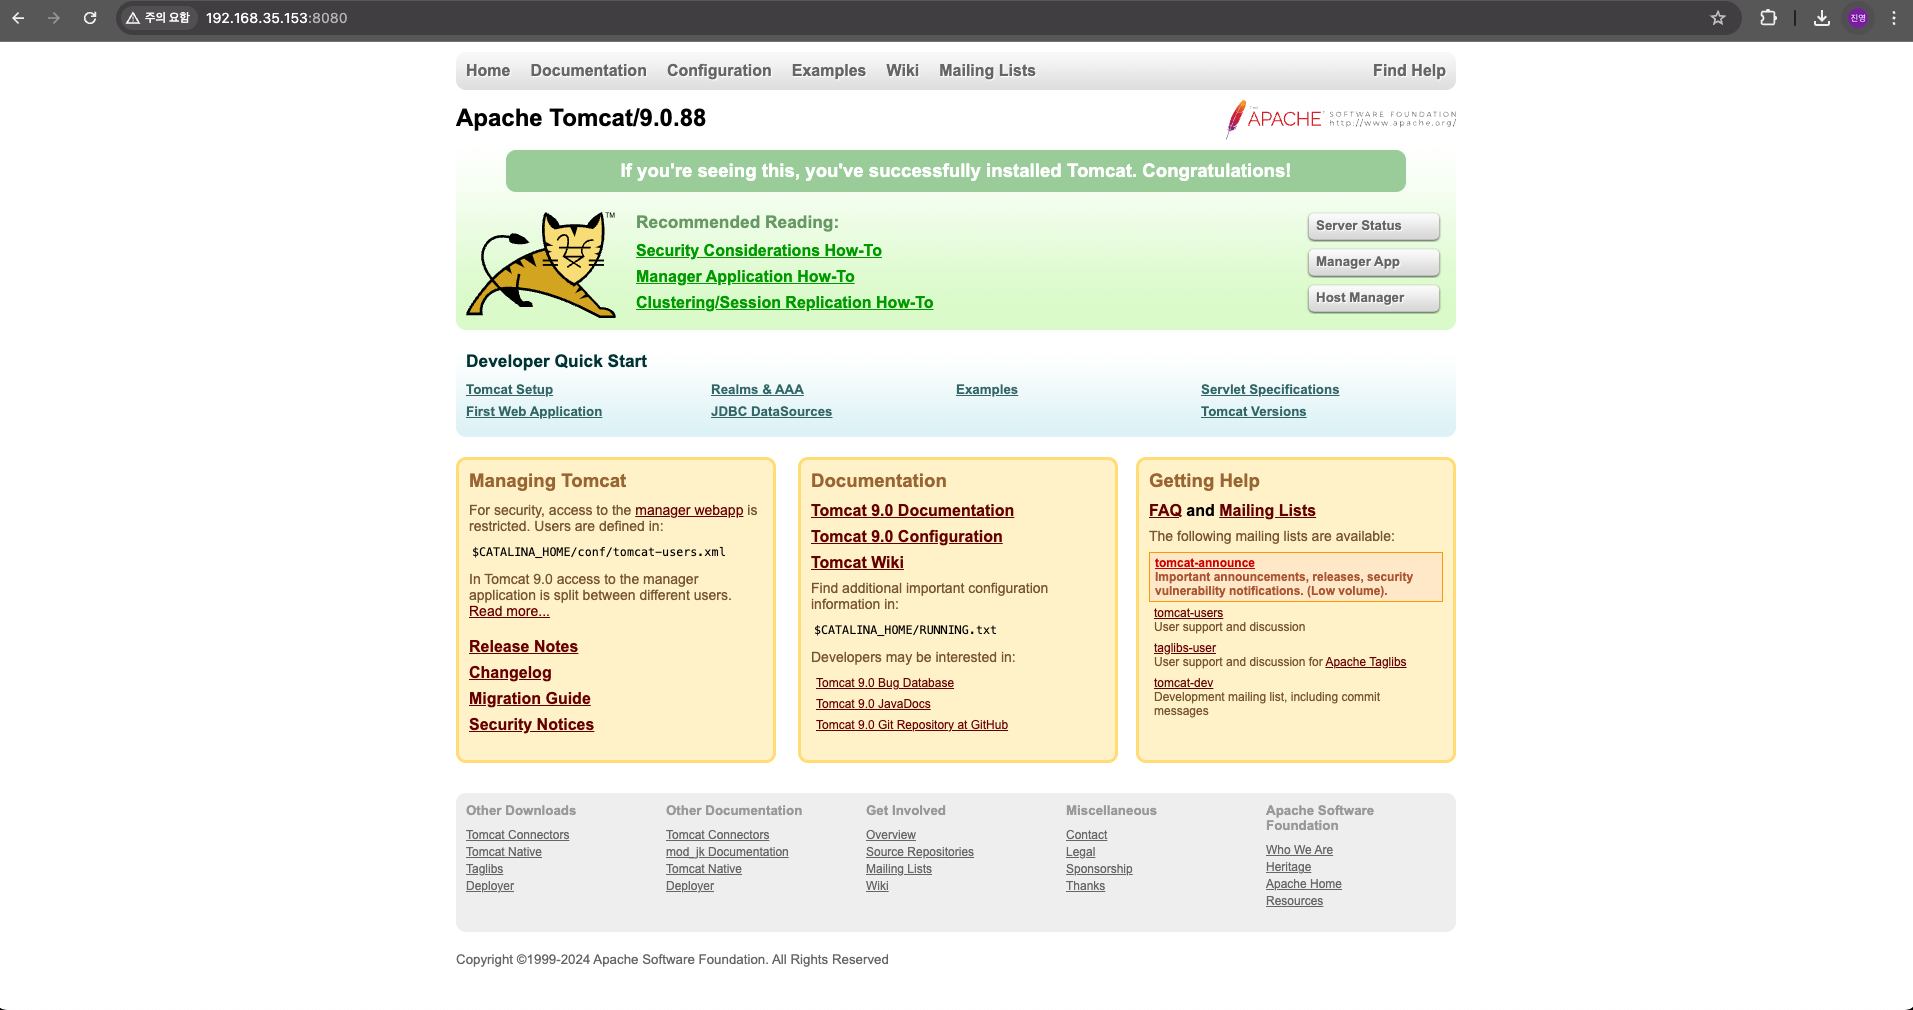 주의 요함 192.168.35.153:8080
진영
Home Documentation Configuration Examples Wiki Mailing Lists Find Help
Apache Tomcat/9.0.88
THE APACHE SOFTWARE FOUNDATION
http://www.apache.org/
If you're seeing this, you've successfully installed Tomcat. Congratulations!
TM
Recommended Reading:
Security Considerations How-To
Manager Application How-To
Clustering/Session Replication How-To
Server Status
Manager App
Host Manager
Developer Quick Start
Tomcat Setup
First Web Application
Realms & AAA
JDBC DataSources
Examples
Servlet Specifications
Tomcat Versions
Managing Tomcat
For security, access to the manager webapp is
restricted. Users are defined in:
$CATALINA_HOME/conf/tomcat-users.xml
In Tomcat 9.0 access to the manager
application is split between different users.
Read more...
Release Notes
Changelog
Migration Guide
Security Notices
Documentation
Tomcat 9.0 Documentation
Tomcat 9.0 Configuration
Tomcat Wiki
Find additional important configuration
information in:
$CATALINA_HOME/RUNNING.txt
Developers may be interested in:
Tomcat 9.0 Bug Database
Tomcat 9.0 JavaDocs
Tomcat 9.0 Git Repository at GitHub
Getting Help
FAQ and Mailing Lists
The following mailing lists are available:
tomcat-announce
Important announcements, releases, security
vulnerability notifications. (Low volume).
tomcat-users
User support and discussion
taglibs-user
User support and discussion for Apache Taglibs
tomcat-dev
Development mailing list, including commit
messages
Other Downloads
Tomcat Connectors
Tomcat Native
Taglibs
Deployer
Other Documentation
Tomcat Connectors
mod_jk Documentation
Tomcat Native
Deployer
Get Involved
Overview
Source Repositories
Mailing Lists
Wiki
Miscellaneous
Contact
Legal
Sponsorship
Thanks
Apache Software
Foundation
Who We Are
Heritage
Apache Home
Resources
Copyright ©1999-2024 Apache Software Foundation. All Rights Reserved